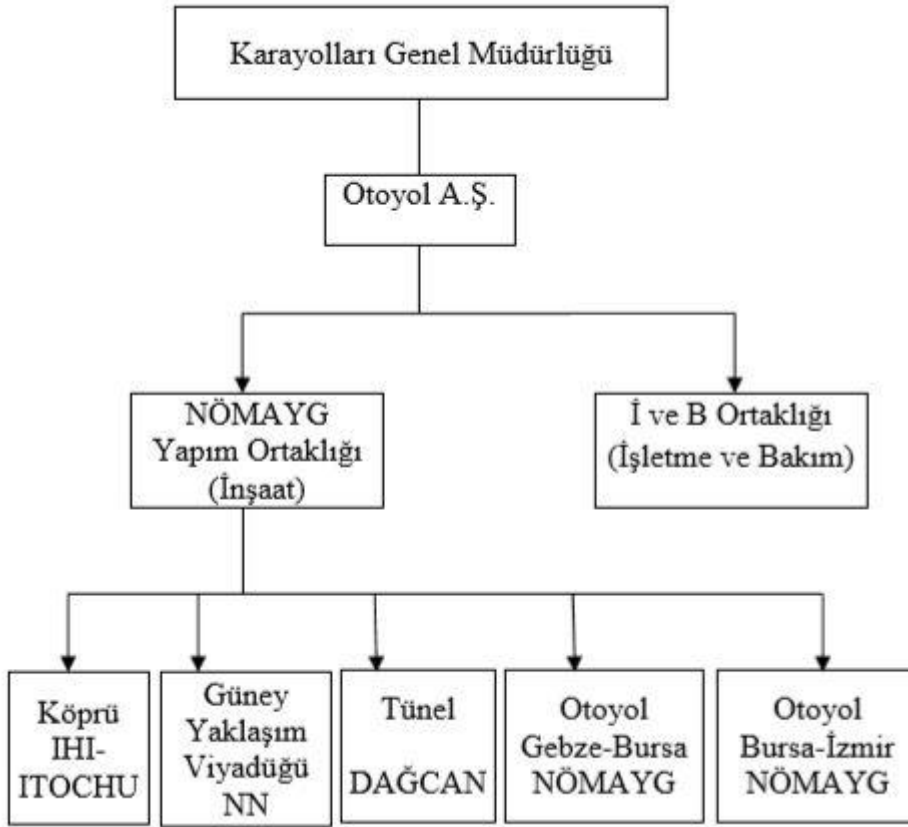 Karayolları Genel Müdürlüğü
Otoyol A.Ş.
NÖMAYG
Yapım Ortaklığı
(İnşaat)
İ ve B Ortaklığı
(İşletme ve Bakım)
Köprü
IHI-
ITOCHU
Güney
Yaklaşım
Viyadüğü
NN
Tünel
DAĞCAN
Otoyol
Gebze-Bursa
NÖMAYG
Otoyol
Bursa-İzmir
NÖMAYG